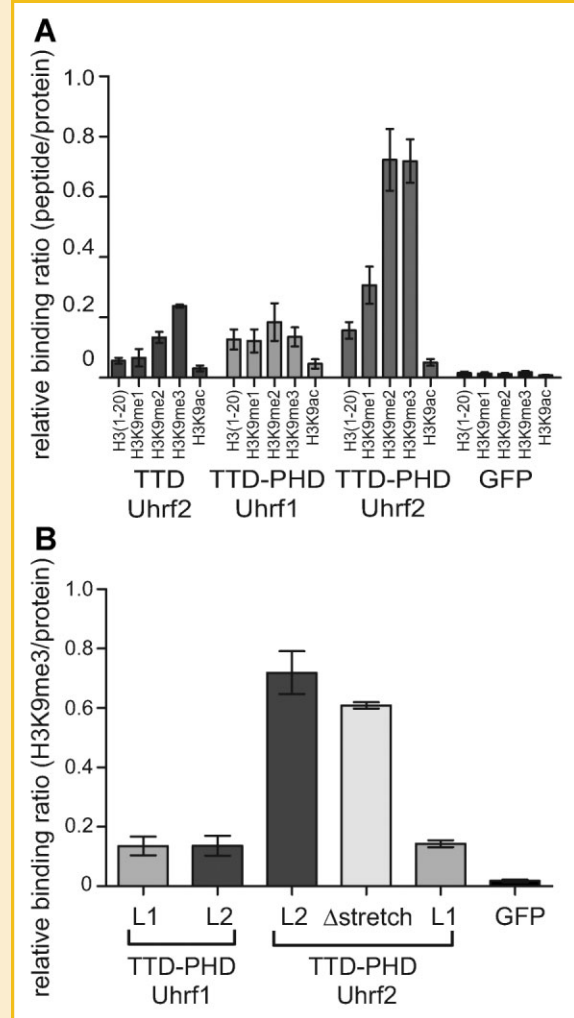 A
relative binding ratio (peptide/protein)
1.0
0.8
0.6
0.4
0.2
0
H3(1-20)
H3K9me1
H3K9me2
H3K9me3
H3K9ac
H3(1-20)
H3K9me1
H3K9me2
H3K9me3
H3K9ac
H3(1-20)
H3K9me1
H3K9me2
H3K9me3
H3K9ac
H3(1-20)
H3K9me1
H3K9me2
H3K9me3
H3K9ac
TTD TTD-PHD TTD-PHD GFP
Uhrf2 Uhrf1 Uhrf2
B
relative binding ratio (H3K9me3/protein)
1.0
0.8
0.6
0.4
0.2
0
L1 L2 L2 Δstretch L1 GFP
TTD-PHD TTD-PHD
Uhrf1 Uhrf2